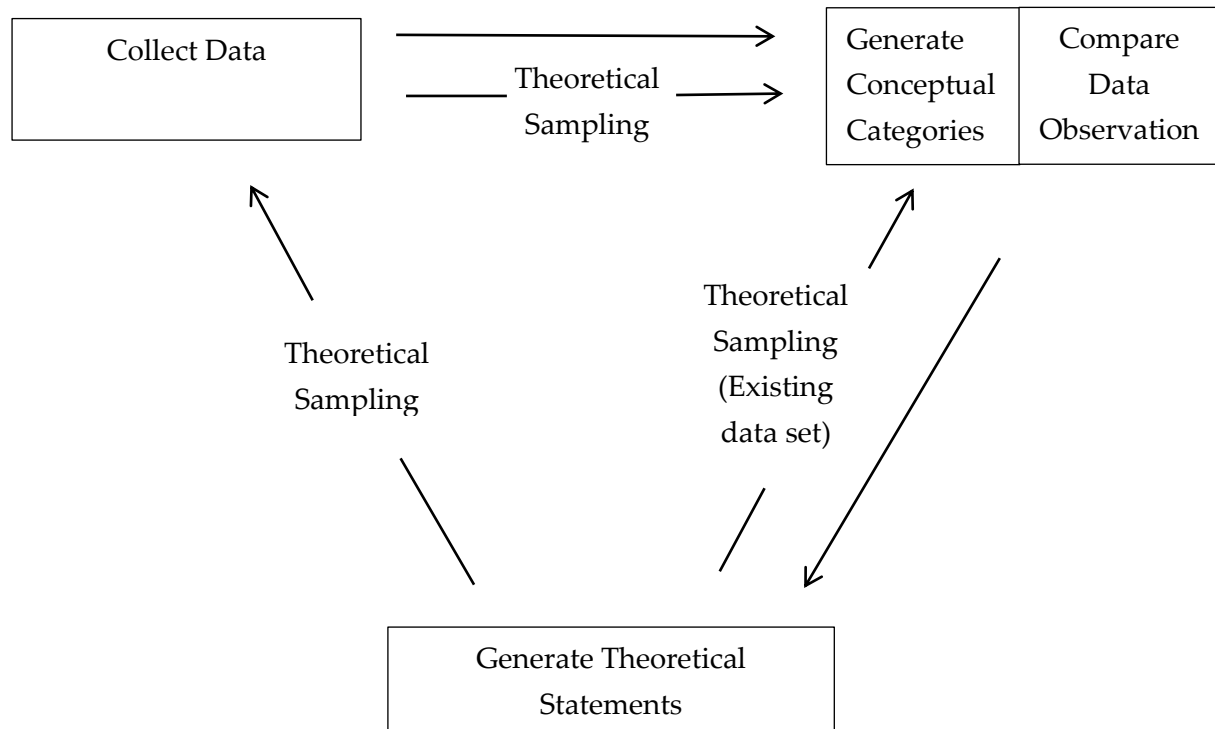 Collect Data
Theoretical
Sampling
Generate
Conceptual
Categories
Compare
Data
Observation
Theoretical
Sampling
Theoretical
Sampling
(Existing
data set)
Generate Theoretical
Statements